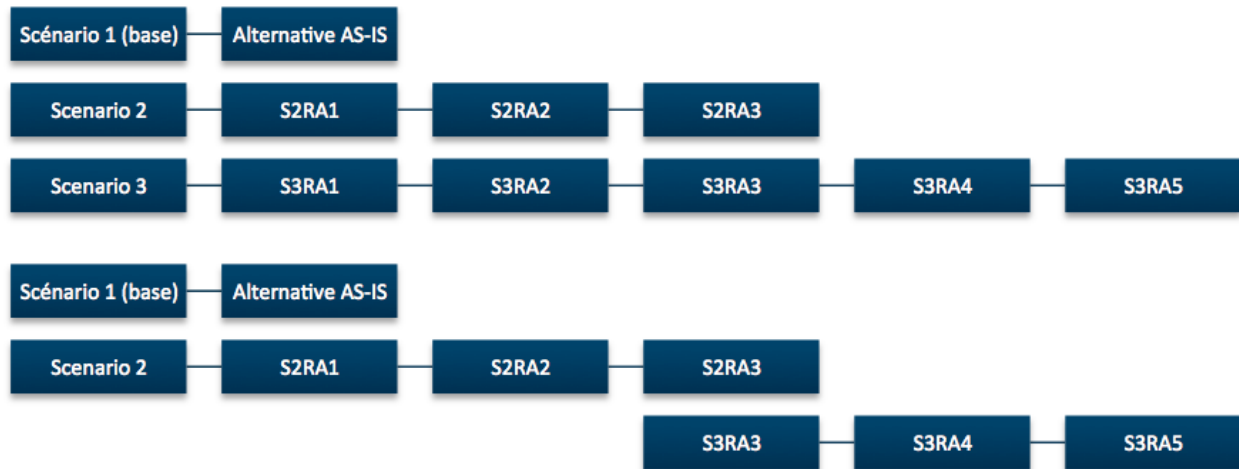 Scénario 1 (base) Alternative AS-IS
Scenario 2 S2RA1 S2RA2 S2RA3
Scenario 3 S3RA1 S3RA2 S3RA3 S3RA4 S3RA5
Scénario 1 (base) Alternative AS-IS
Scenario 2 S2RA1 S2RA2 S2RA3
S3RA3 S3RA4 S3RA5